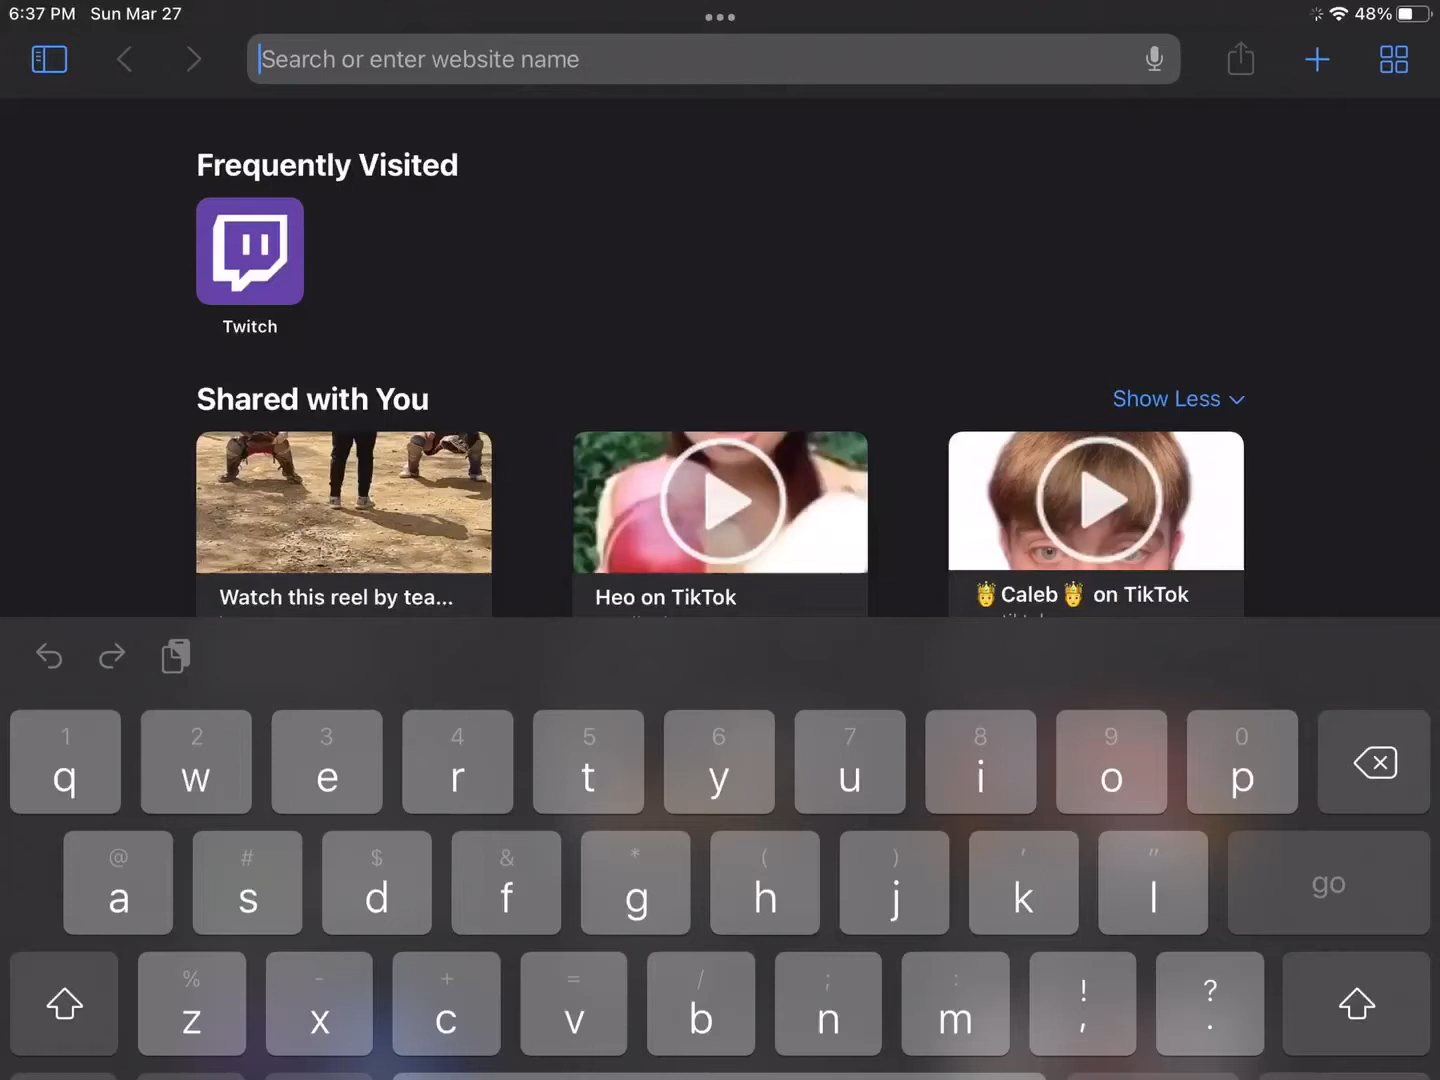 6:37 PM Sun Mar 27
48%
Search or enter website name
Frequently Visited
Twitch
Shared with You
Show Less
Watch this reel by tea...
Heo on TikTok
🤴Caleb🤴 on TikTok
1 2 3 4 5 6 7 8 9 0
q w e r t y u i o p
@ # $ & * ( ) ' "
a s d f g h j k l go
% - + = / ; : ! ?
z x c v b n m , .